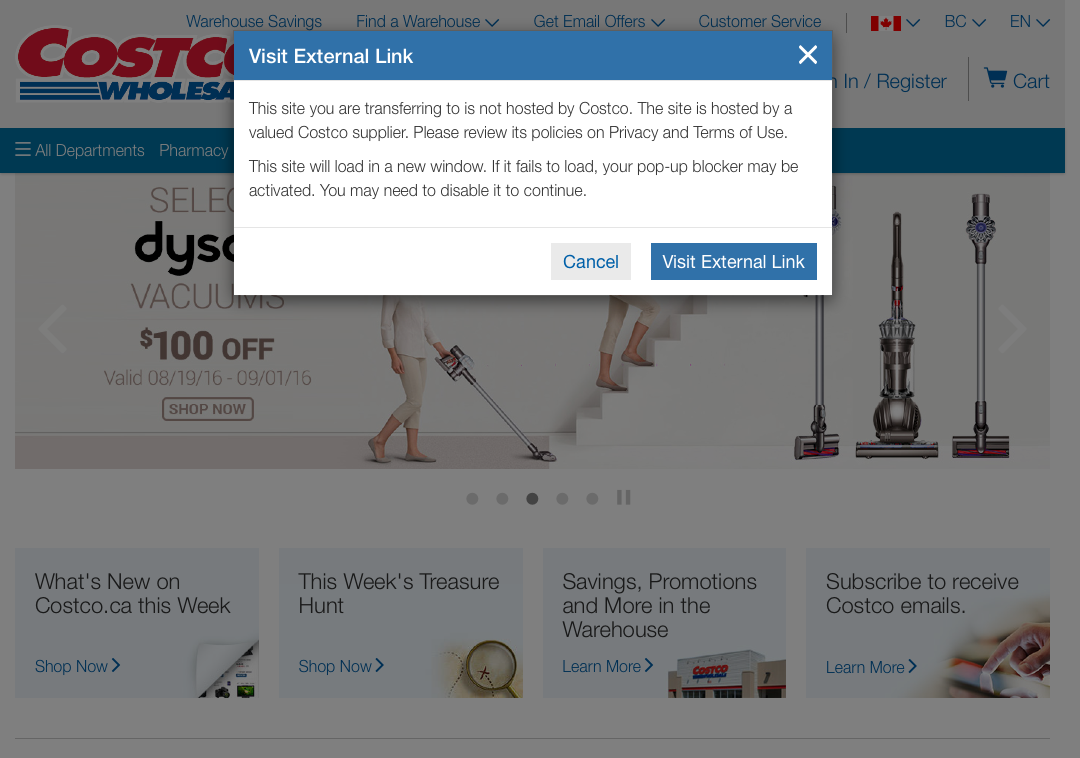 Warehouse Savings Find a Warehouse Get Email Offers Customer Service BC EN
COSTCO
WHOLESA
In / Register Cart
Visit External Link
This site you are transferring to is not hosted by Costco. The site is hosted by a
valued Costco supplier. Please review its policies on Privacy and Terms of Use.
This site will load in a new window. If it fails to load, your pop-up blocker may be
activated. You may need to disable it to continue.
Cancel Visit External Link
All Departments Pharmacy
SELEC
dyso
VACUUMS
$100 OFF
Valid 08/19/16 - 09/01/16
SHOP NOW
What's New on
Costco.ca this Week
Shop Now
This Week's Treasure
Hunt
Shop Now
Savings, Promotions
and More in the
Warehouse
Learn More
COSTCO
Subscribe to receive
Costco emails.
Learn More